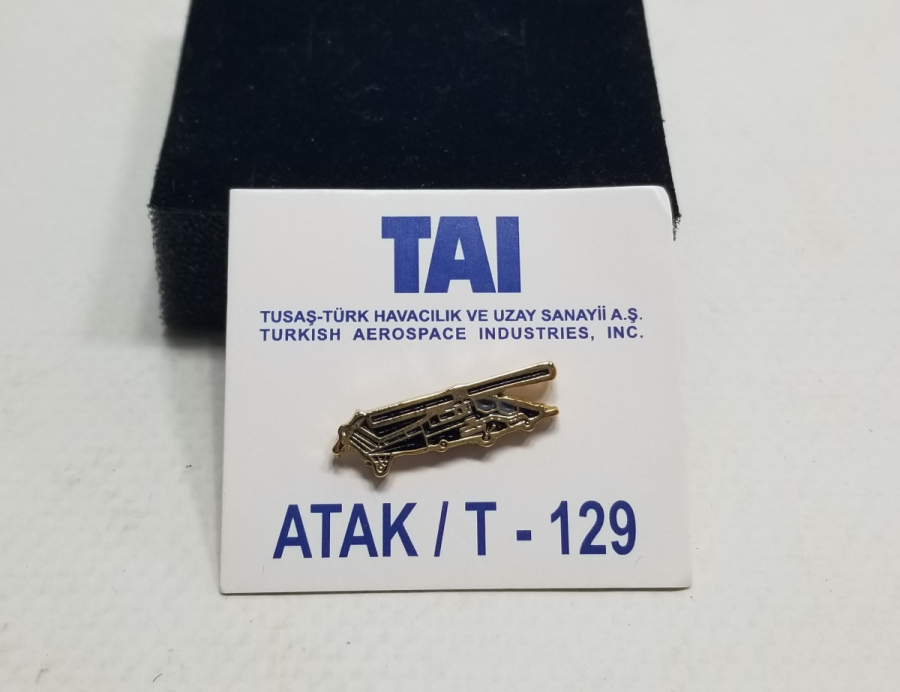 TAI
TUSAŞ-TÜRK HAVACILIK VE UZAY SANAYİİ A.Ş.
TURKISH AEROSPACE INDUSTRIES, INC.
ATAK / T - 129